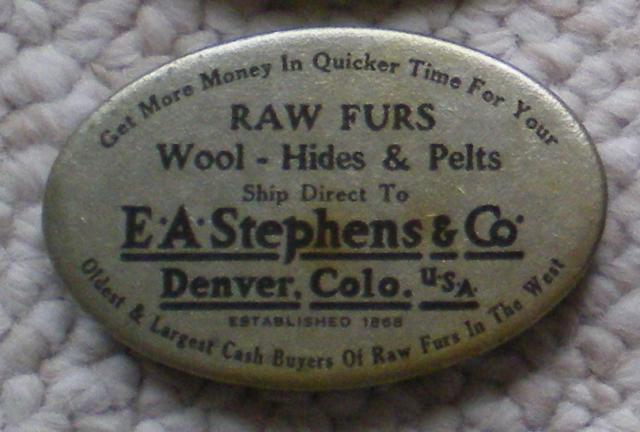 Get More Money In Quicker Time For Your
RAW FURS
Wool - Hides & Pelts
Ship Direct To
E·A·Stephens & Co.
Denver, Colo. U.S.A.
ESTABLISHED 1868
Oldest & Largest Cash Buyers Of Raw Furs In The West